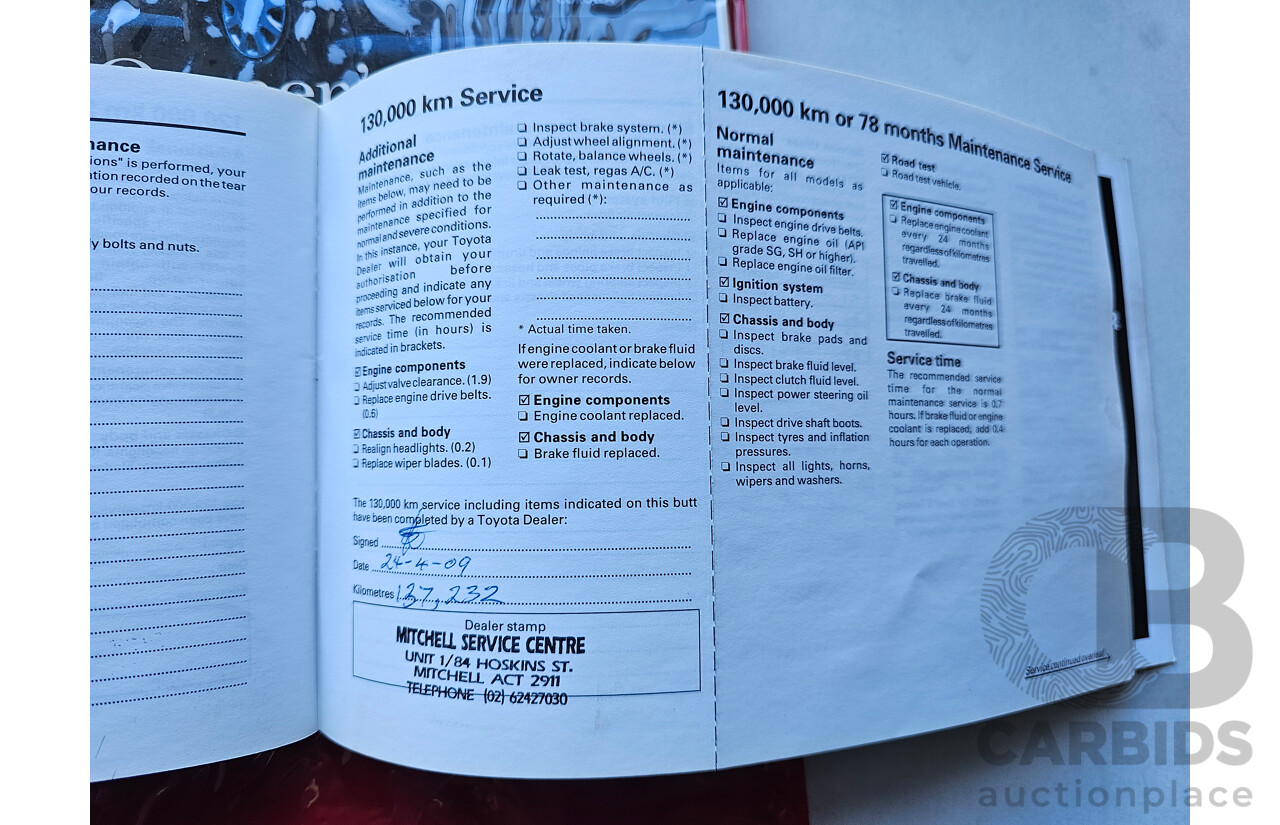 nance
ions" is performed, your
ation recorded on the tear
our records.
y bolts and nuts.
130,000 km Service
Additional
maintenance
Maintenance, such as the
items below, may need to be
performed in addition to the
maintenance specified for
normal and severe conditions.
In this instance, your Toyota
Dealer will obtain your
authorisation before
proceeding and indicate any
items serviced below for your
records. The recommended
service time (in hours) is
indicated in brackets.
☑ Engine components
❏ Adjust valve clearance. (1.9)
❏ Replace engine drive belts.
(0.6)
☑ Chassis and body
❏ Realign headlights. (0.2)
❏ Replace wiper blades. (0.1)
❏ Inspect brake system. (*)
❏ Adjust wheel alignment. (*)
❏ Rotate, balance wheels. (*)
❏ Leak test, regas A/C. (*)
❏ Other maintenance as
required (*):
* Actual time taken.
If engine coolant or brake fluid
were replaced, indicate below
for owner records.
☑ Engine components
❏ Engine coolant replaced.
☑ Chassis and body
❏ Brake fluid replaced.
The 130,000 km service including items indicated on this butt
have been completed by a Toyota Dealer:
Signed
Date 24-4-09
Kilometres 127,232
Dealer stamp
MITCHELL SERVICE CENTRE
UNIT 1/84 HOSKINS ST.
MITCHELL ACT 2911
TELEPHONE (02) 62427030
130,000 km or 78 months Maintenance Service
Normal
maintenance
Items for all models as
applicable:
☑ Engine components
❏ Inspect engine drive belts.
❏ Replace engine oil (API
grade SG, SH or higher).
❏ Replace engine oil filter.
☑ Ignition system
❏ Inspect battery.
☑ Chassis and body
❏ Inspect brake pads and
discs.
❏ Inspect brake fluid level.
❏ Inspect clutch fluid level.
❏ Inspect power steering oil
level.
❏ Inspect drive shaft boots.
❏ Inspect tyres and inflation
pressures.
❏ Inspect all lights, horns,
wipers and washers.
☑ Road test
❏ Road test vehicle.
☑ Engine components
❏ Replace engine coolant
every 24 months
regardless of kilometres
travelled.
☑ Chassis and body
❏ Replace brake fluid
every 24 months
regardless of kilometres
travelled.
Service time
The recommended service
time for the normal
maintenance service is 0.7
hours. If brake fluid or engine
coolant is replaced, add 0.4
hours for each operation.
Service continued overleaf
CB
CARBIDS
auctionplace